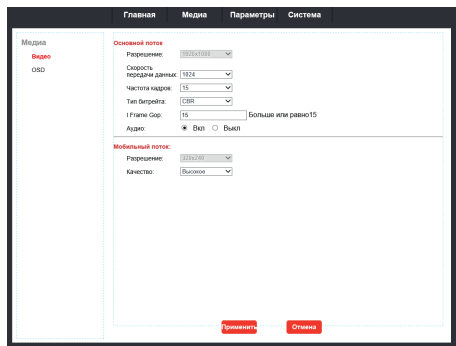 Главная Медиа Параметры Система
Медиа
Видео
OSD
Основной поток
Разрешение: 1920x1080
Скорость
передачи данных: 1024
Частота кадров: 15
Тип битрейта: CBR
I Frame Gop: 15 Больше или равно15
Аудио: Вкл Выкл
Мобильный поток:
Разрешение: 320x240
Качество: Высокое
Применить Отмена